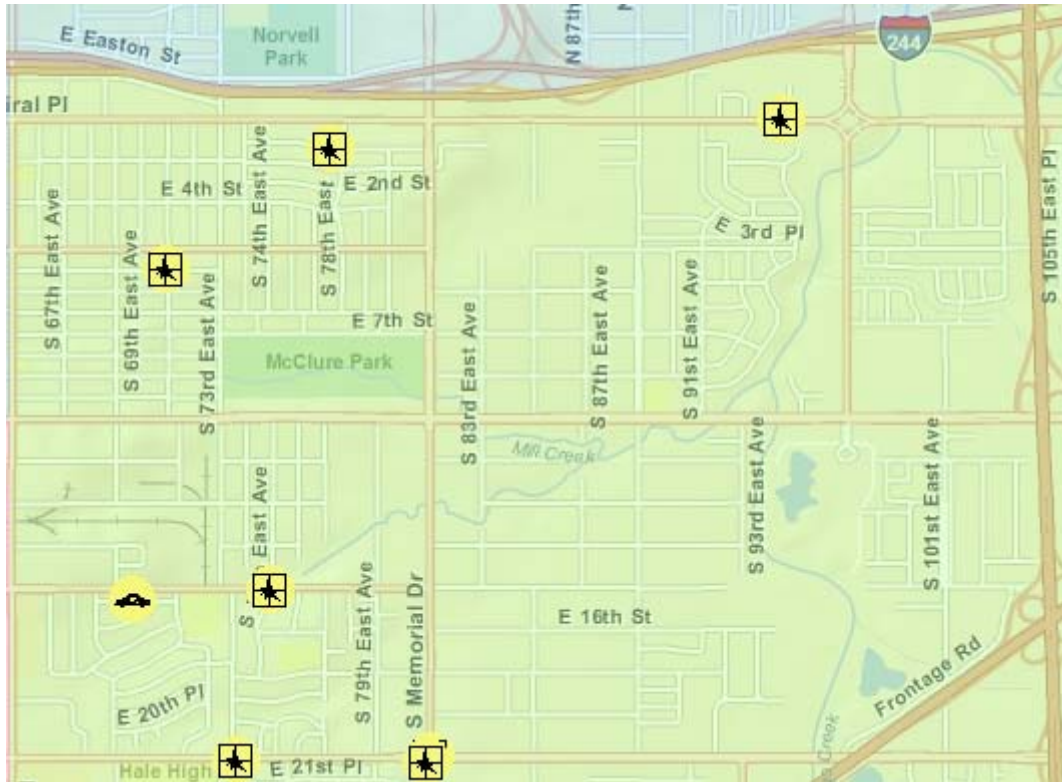 E Easton St
Norvell
Park
N 87th
244
iral Pl
E 4th St
S 74th East Ave
S 78th East
E 2nd St
E 3rd Pl
S 105th East Pl
S 67th East Ave
S 69th East Ave
S 73rd East Ave
E 7th St
McClure Park
S 83rd East Ave
S 87th East Ave
S 91st East Ave
Mill Creek
S 93rd East Ave
S 101st East Ave
East Ave
S
S 79th East Ave
S Memorial Dr
E 16th St
Frontage Rd
E 20th Pl
Hale High
E 21st Pl
Creek